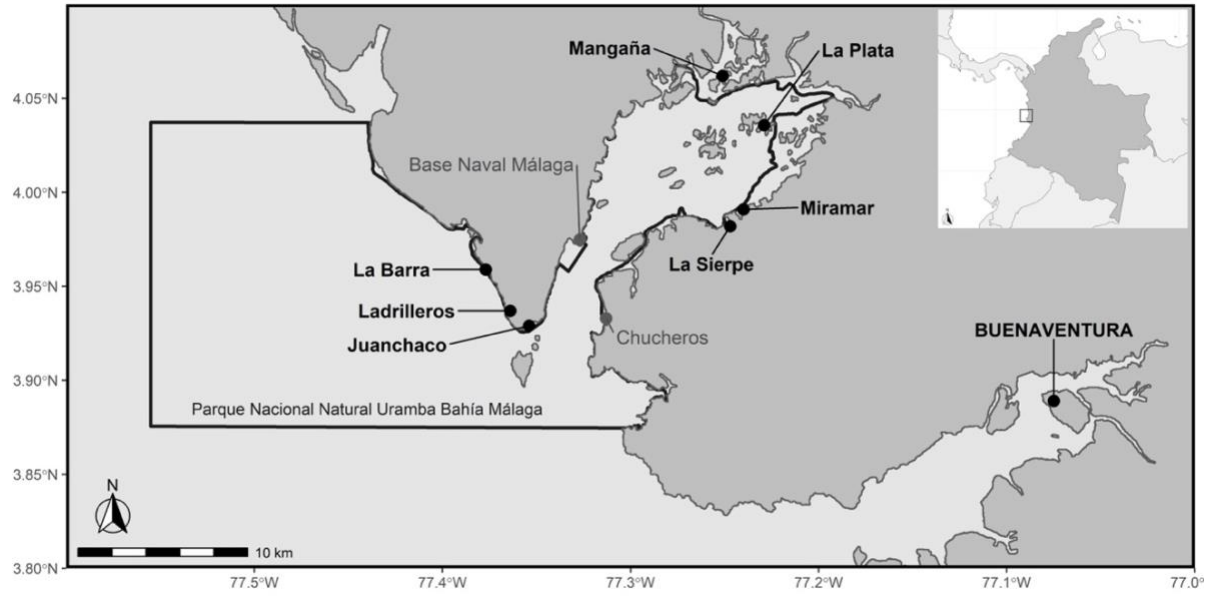 Mangaña
La Plata
4.05°N
Base Naval Málaga
4.00°N
Miramar
La Barra
La Sierpe
3.95°N
Ladrilleros
Juanchaco
Chucheros
BUENAVENTURA
3.90°N
Parque Nacional Natural Uramba Bahía Málaga
3.85°N
N
10 km
3.80°N
77.5°W
77.4°W
77.3°W
77.2°W
77.1°W
77.0°